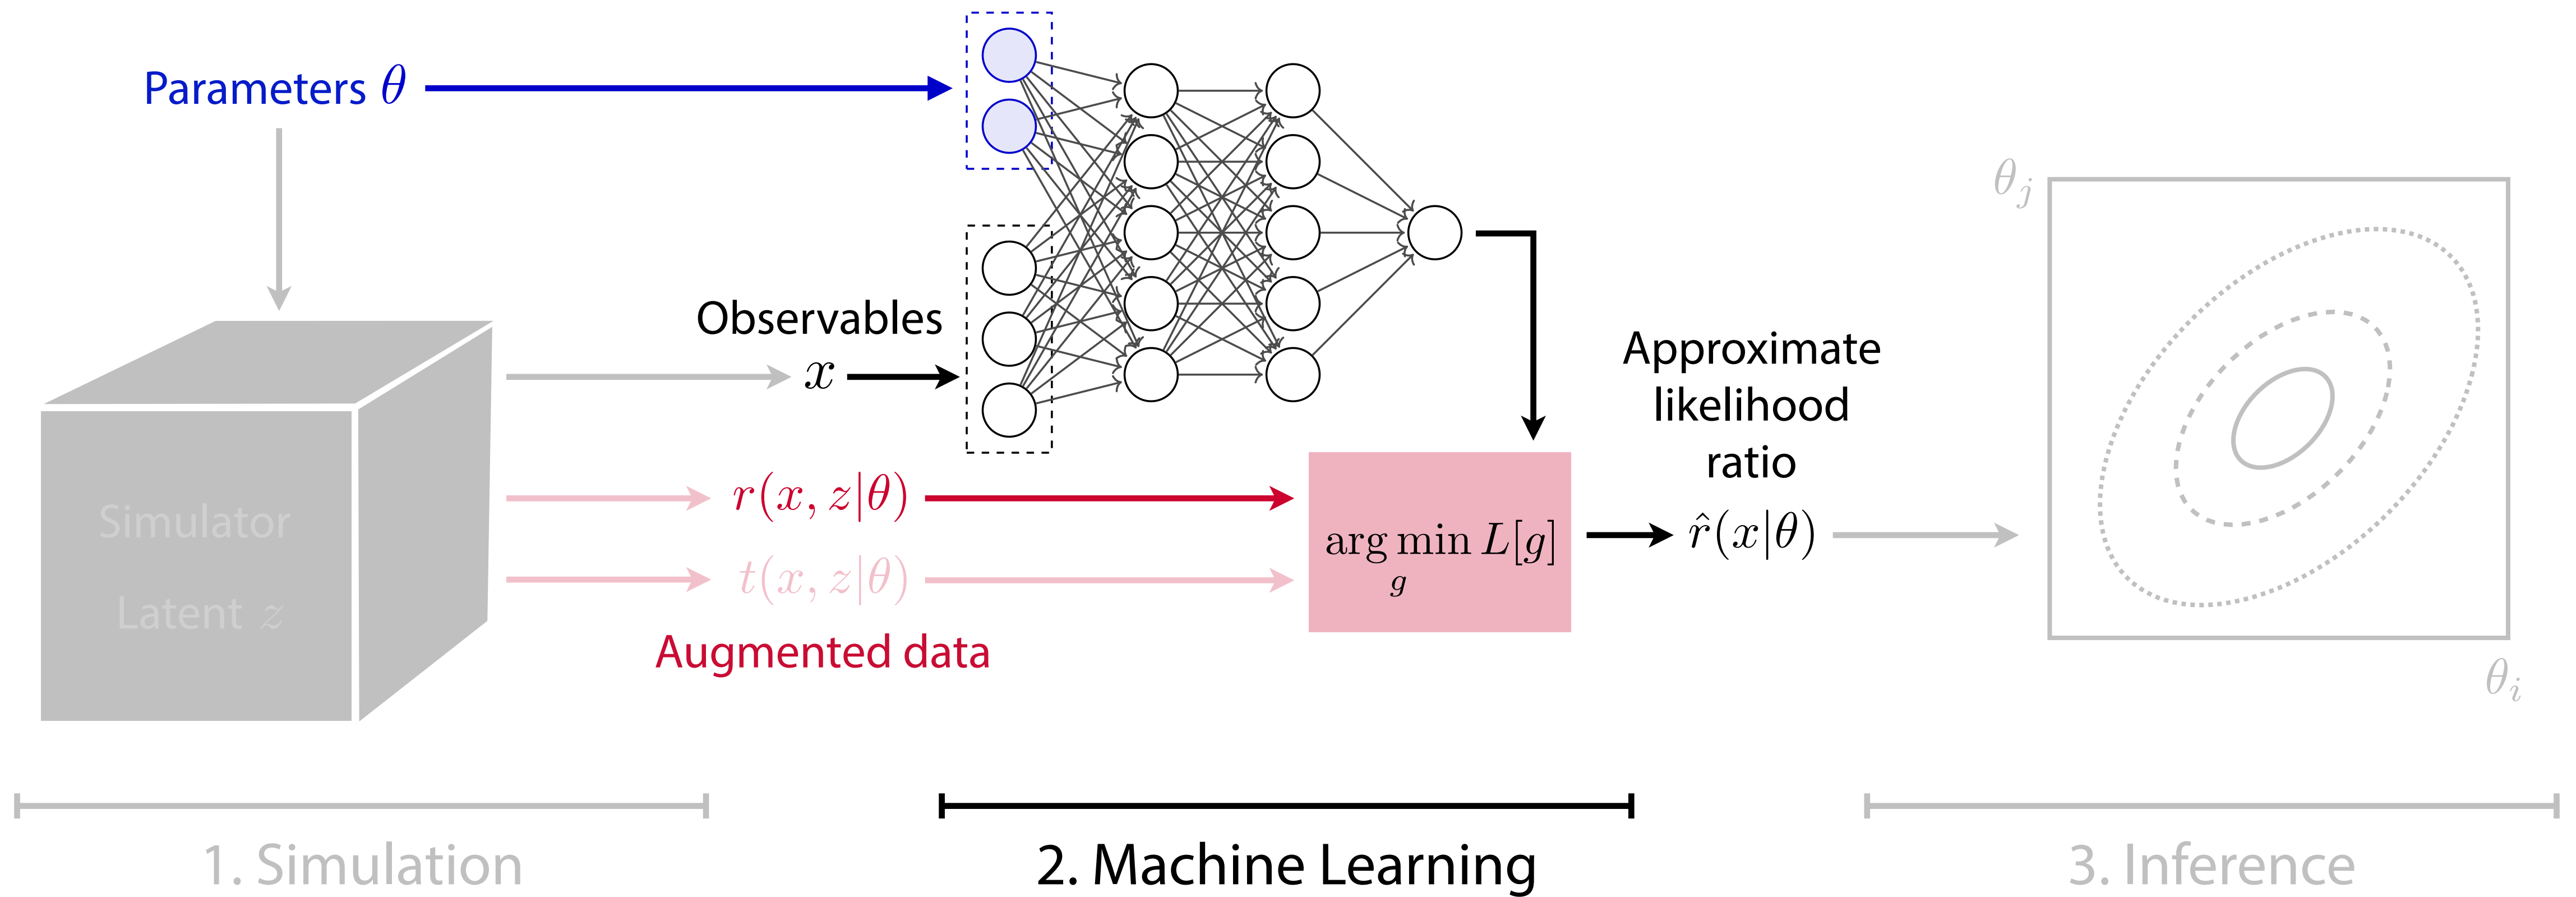 Parameters θ
Observables
x
Simulator
Latent z
r(x, z|θ)
t(x, z|θ)
Augmented data
arg min L[g]
g
Approximate
likelihood
ratio
r̂(x|θ)
θj
θi
1. Simulation
2. Machine Learning
3. Inference